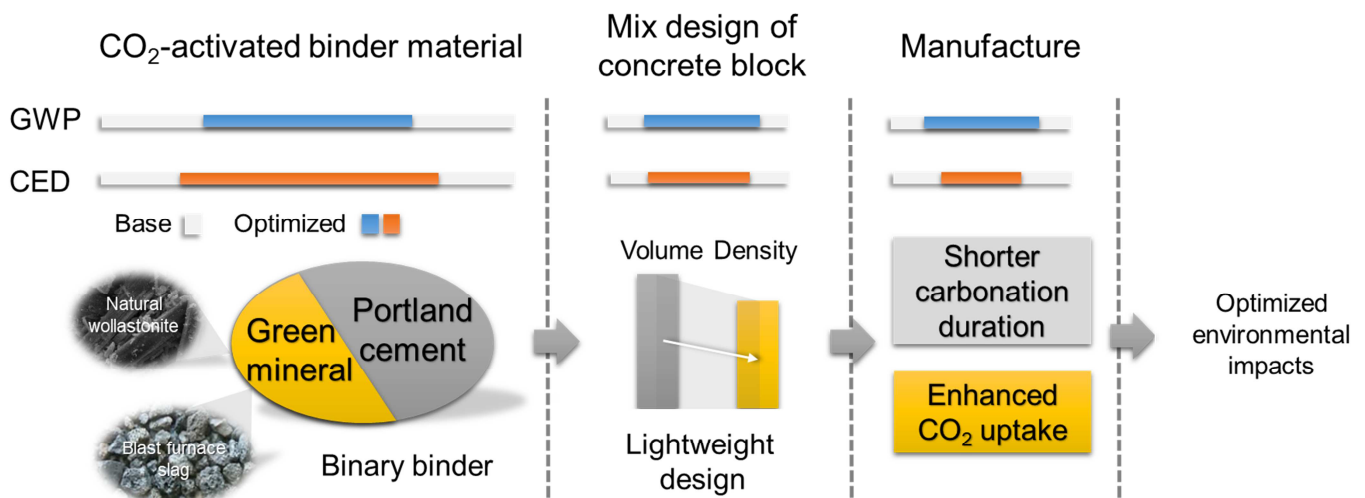 CO₂-activated binder material
Mix design of
concrete block
Manufacture
GWP
CED
Base
Optimized
Natural
wollastonite
Green
mineral
Portland
cement
Blast furnace
slag
Binary binder
Volume Density
Lightweight
design
Shorter
carbonation
duration
Enhanced
CO₂ uptake
Optimized
environmental
impacts